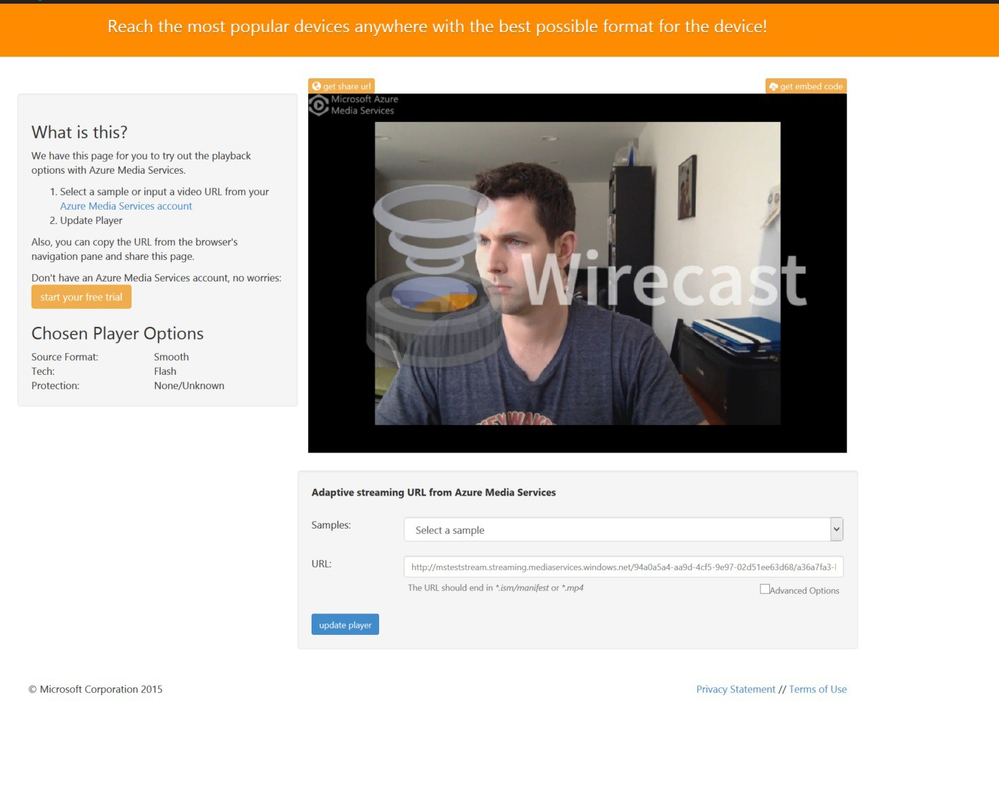 Reach the most popular devices anywhere with the best possible format for the device!
get share url
get embed code
Microsoft Azure
Media Services
What is this?
We have this page for you to try out the playback
options with Azure Media Services.
1. Select a sample or input a video URL from your
Azure Media Services account
2. Update Player
Also, you can copy the URL from the browser's
navigation pane and share this page.
Don't have an Azure Media Services account, no worries:
start your free trial
Chosen Player Options
Source Format: Smooth
Tech: Flash
Protection: None/Unknown
Wirecast
Adaptive streaming URL from Azure Media Services
Samples: Select a sample
URL: http://msteststream.streaming.mediaservices.windows.net/94a0a5a4-aa9d-4cf5-9e97-02d51ee63d68/a36a7fa3-
The URL should end in *.ism/manifest or *.mp4
Advanced Options
update player
© Microsoft Corporation 2015
Privacy Statement // Terms of Use